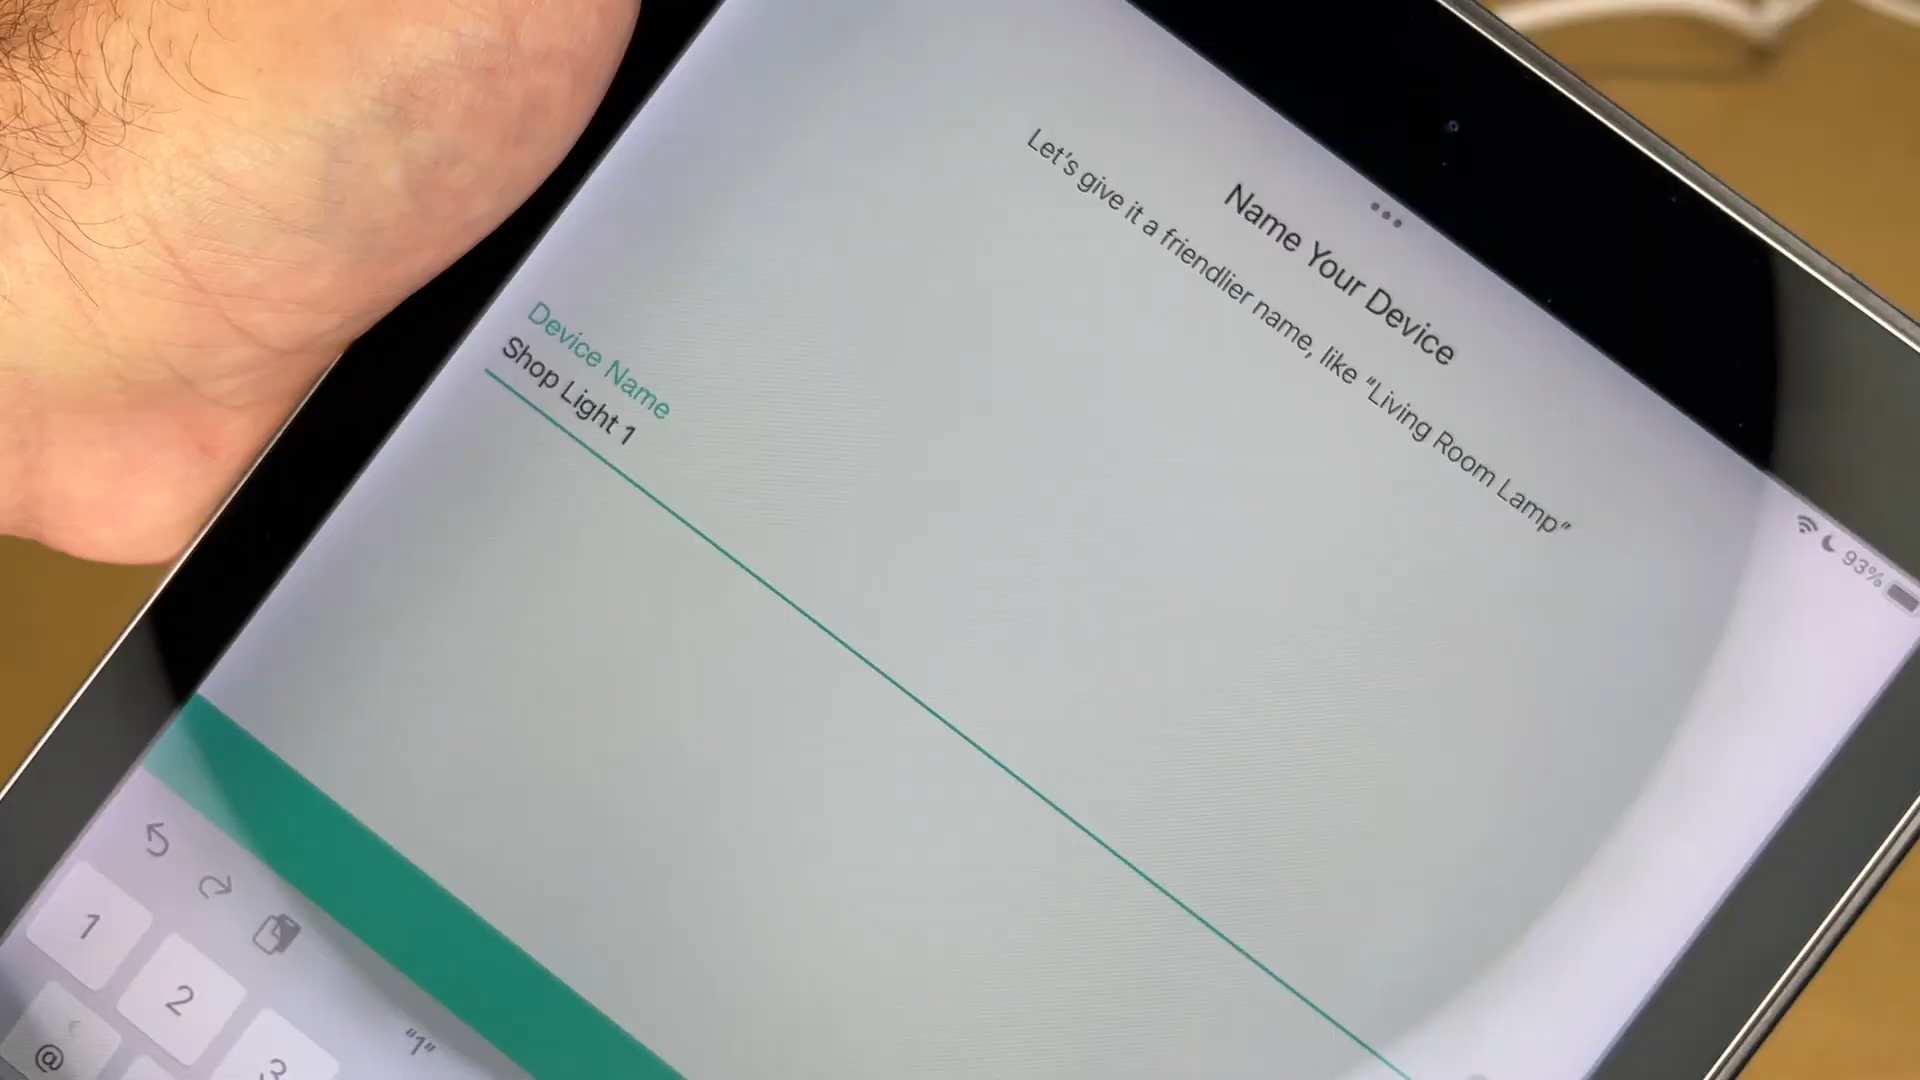 93%
Name Your Device
Let's give it a friendlier name, like “Living Room Lamp”
Device Name
Shop Light 1
“1”
1
2
3
@